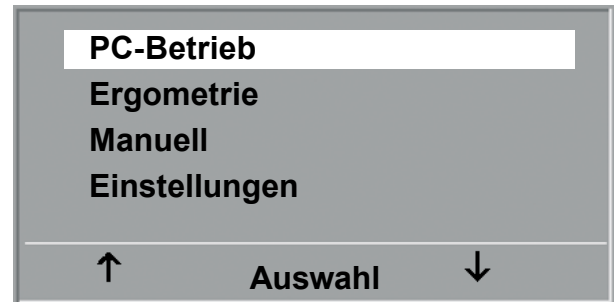 PC-Betrieb
Ergometrie
Manuell
Einstellungen
↑ Auswahl ↓